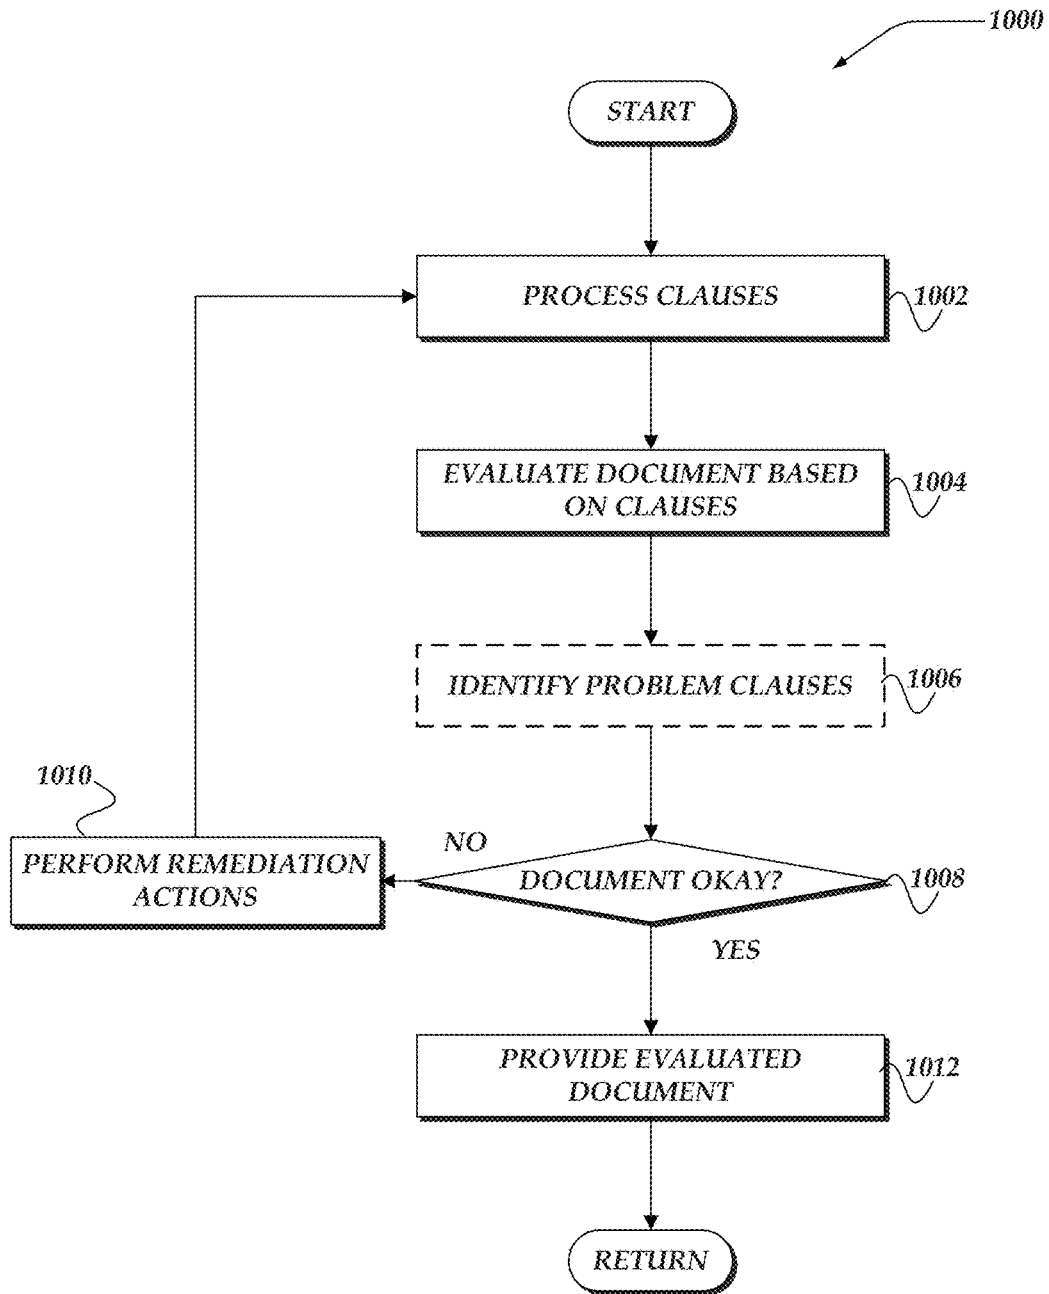 1000
START
PROCESS CLAUSES
1002
EVALUATE DOCUMENT BASED
ON CLAUSES
1004
IDENTIFY PROBLEM CLAUSES
1006
1010
PERFORM REMEDIATION
ACTIONS
NO
DOCUMENT OKAY?
1008
YES
PROVIDE EVALUATED
DOCUMENT
1012
RETURN